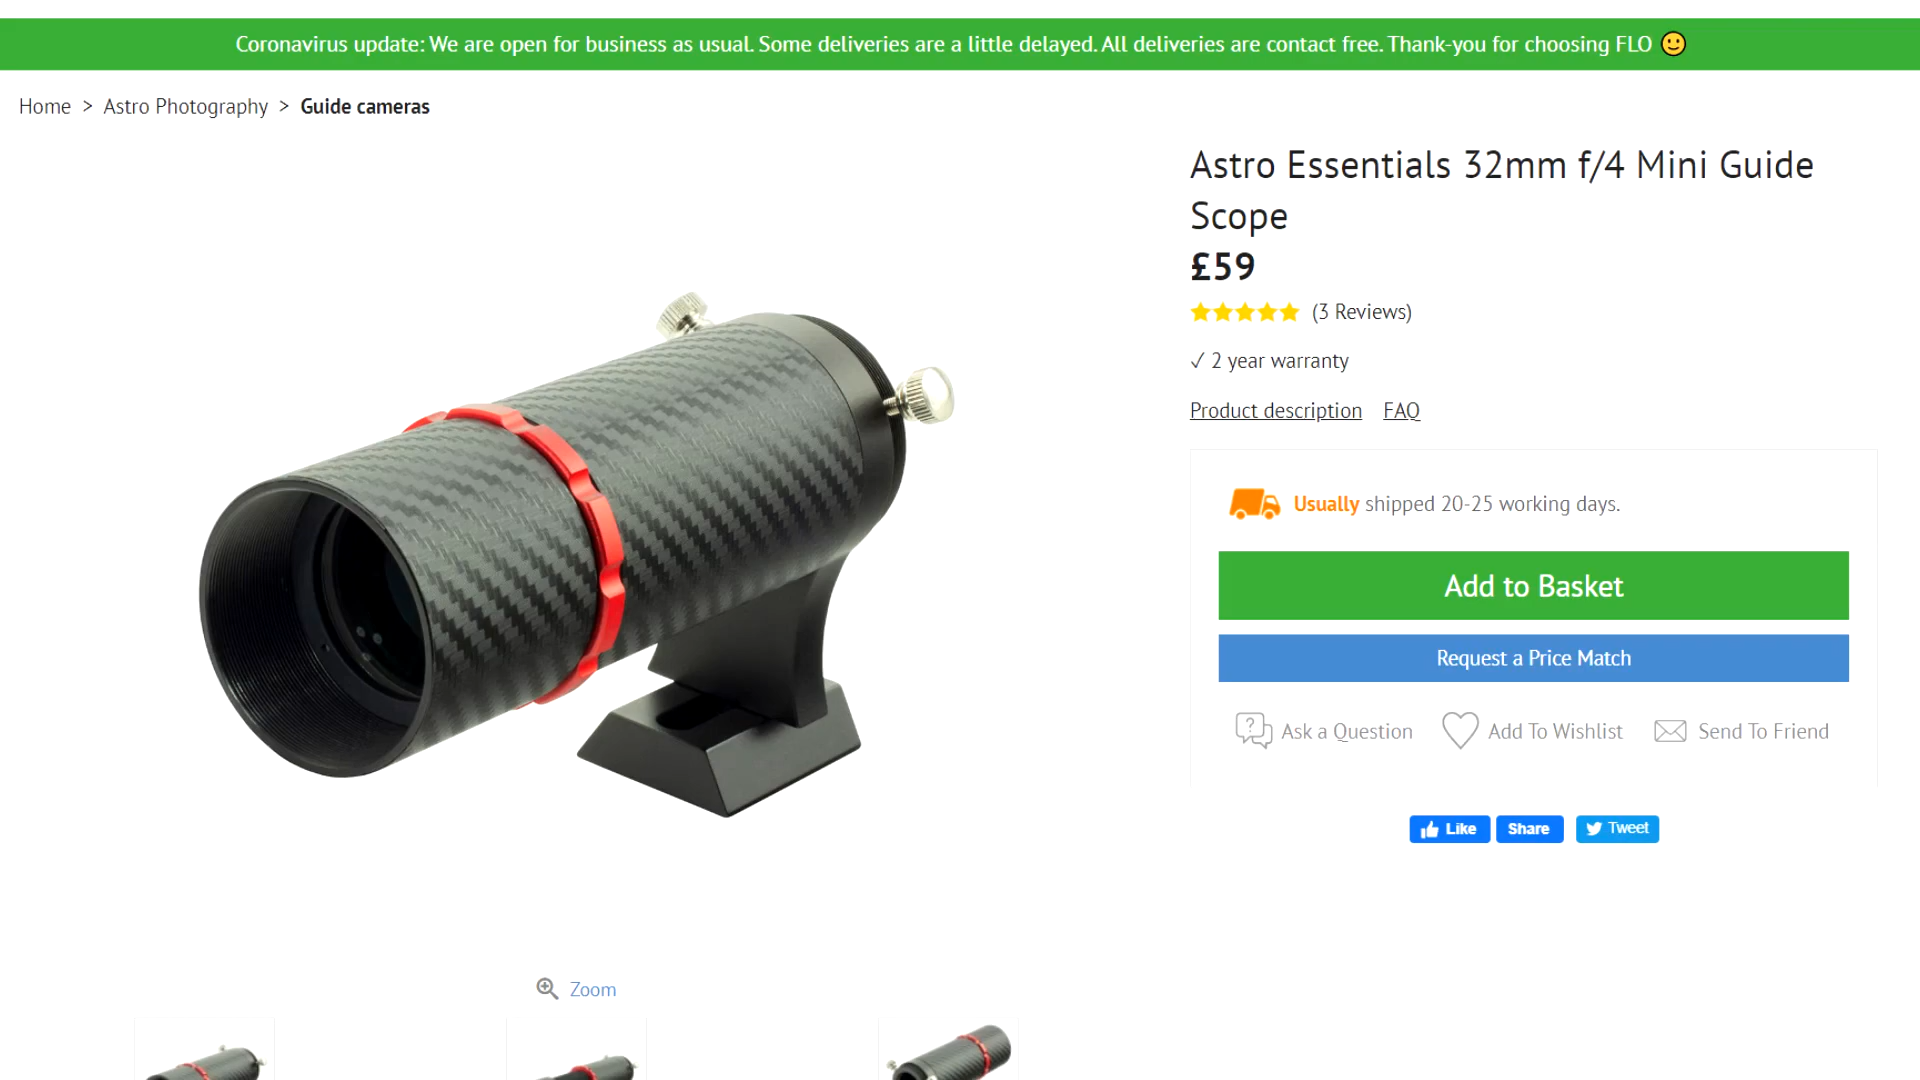 Coronavirus update: We are open for business as usual. Some deliveries are a little delayed. All deliveries are contact free. Thank-you for choosing FLO 🙂
Home > Astro Photography > Guide cameras
Astro Essentials 32mm f/4 Mini Guide
Scope
£59
(3 Reviews)
✓ 2 year warranty
Product description FAQ
Usually shipped 20-25 working days.
Add to Basket
Request a Price Match
Ask a Question Add To Wishlist Send To Friend
Like Share Tweet
Zoom